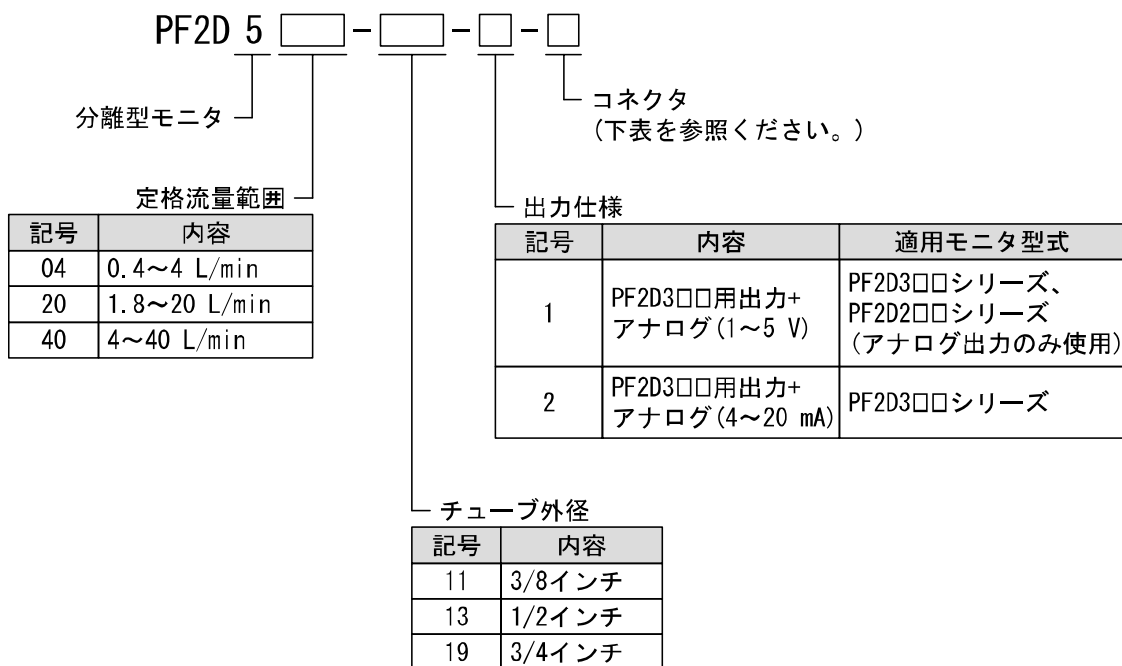 PF2D 5 □-□-□-□
分離型モニタ
コネクタ
(下表を参照ください。)
定格流量範囲
記号 内容
04 0.4～4 L/min
20 1.8～20 L/min
40 4～40 L/min
出力仕様
記号 内容 適用モニタ型式
1 PF2D3□□用出力+ アナログ(1～5 V) PF2D3□□シリーズ、 PF2D2□□シリーズ (アナログ出力のみ使用)
2 PF2D3□□用出力+ アナログ(4～20 mA) PF2D3□□シリーズ
チューブ外径
記号 内容
11 3/8インチ
13 1/2インチ
19 3/4インチ